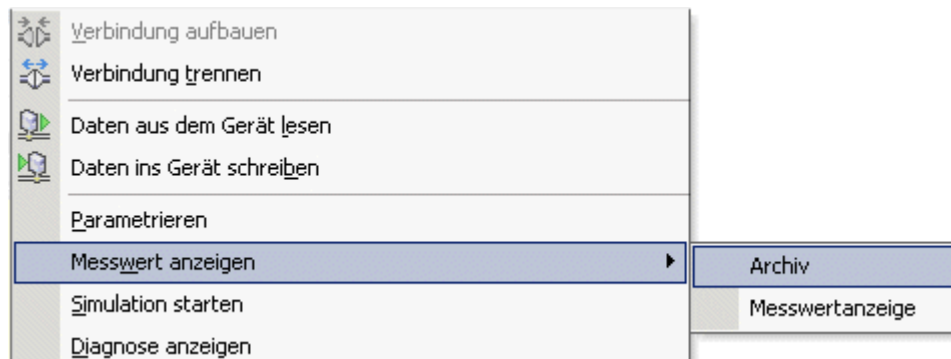 Verbindung aufbauen
Verbindung trennen
Daten aus dem Gerät lesen
Daten ins Gerät schreiben
Parametrieren
Messwert anzeigen
Archiv
Simulation starten
Messwertanzeige
Diagnose anzeigen